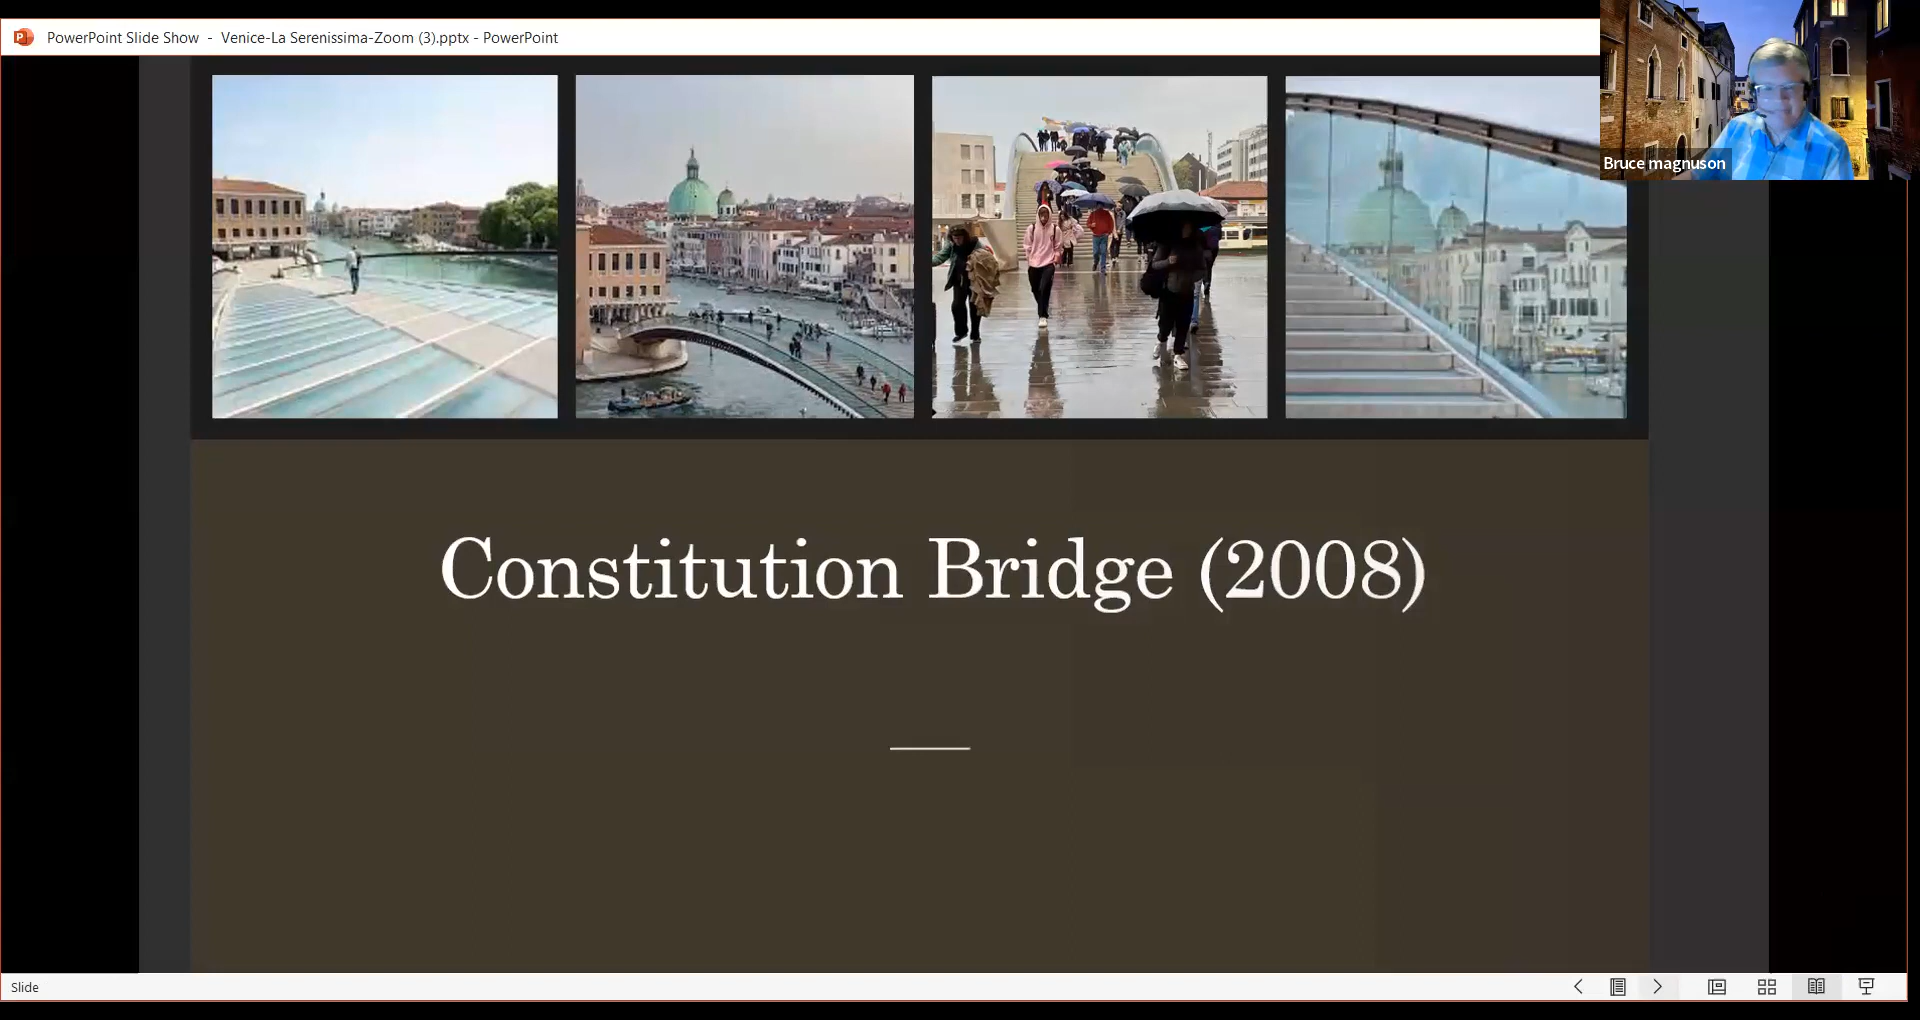 PowerPoint Slide Show - Venice-La Serenissima-Zoom (3).pptx - PowerPoint
Bruce magnuson
Constitution Bridge (2008)
Slide